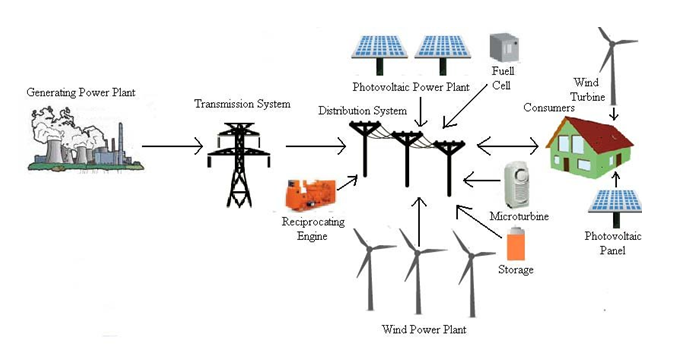 Generating Power Plant
Transmission System
Photovoltaic Power Plant
Distribution System
Fuell
Cell
Wind
Turbine
Consumers
Reciprocating
Engine
Microturbine
Storage
Photovoltaic
Panel
Wind Power Plant